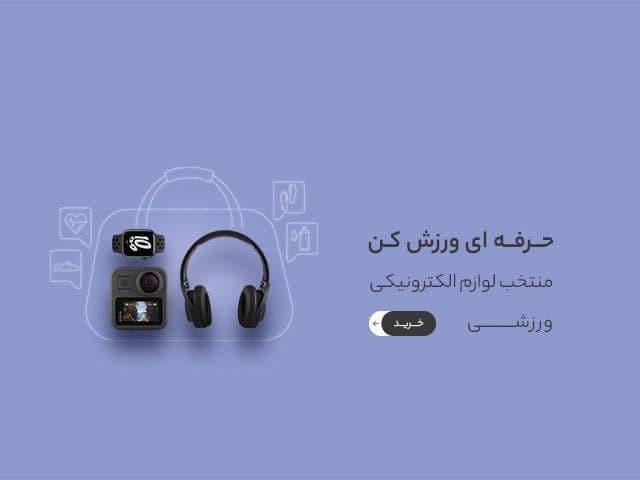 حرفه ای ورزش کن
منتخب لوازم الکترونیکی
ورزشی
خرید